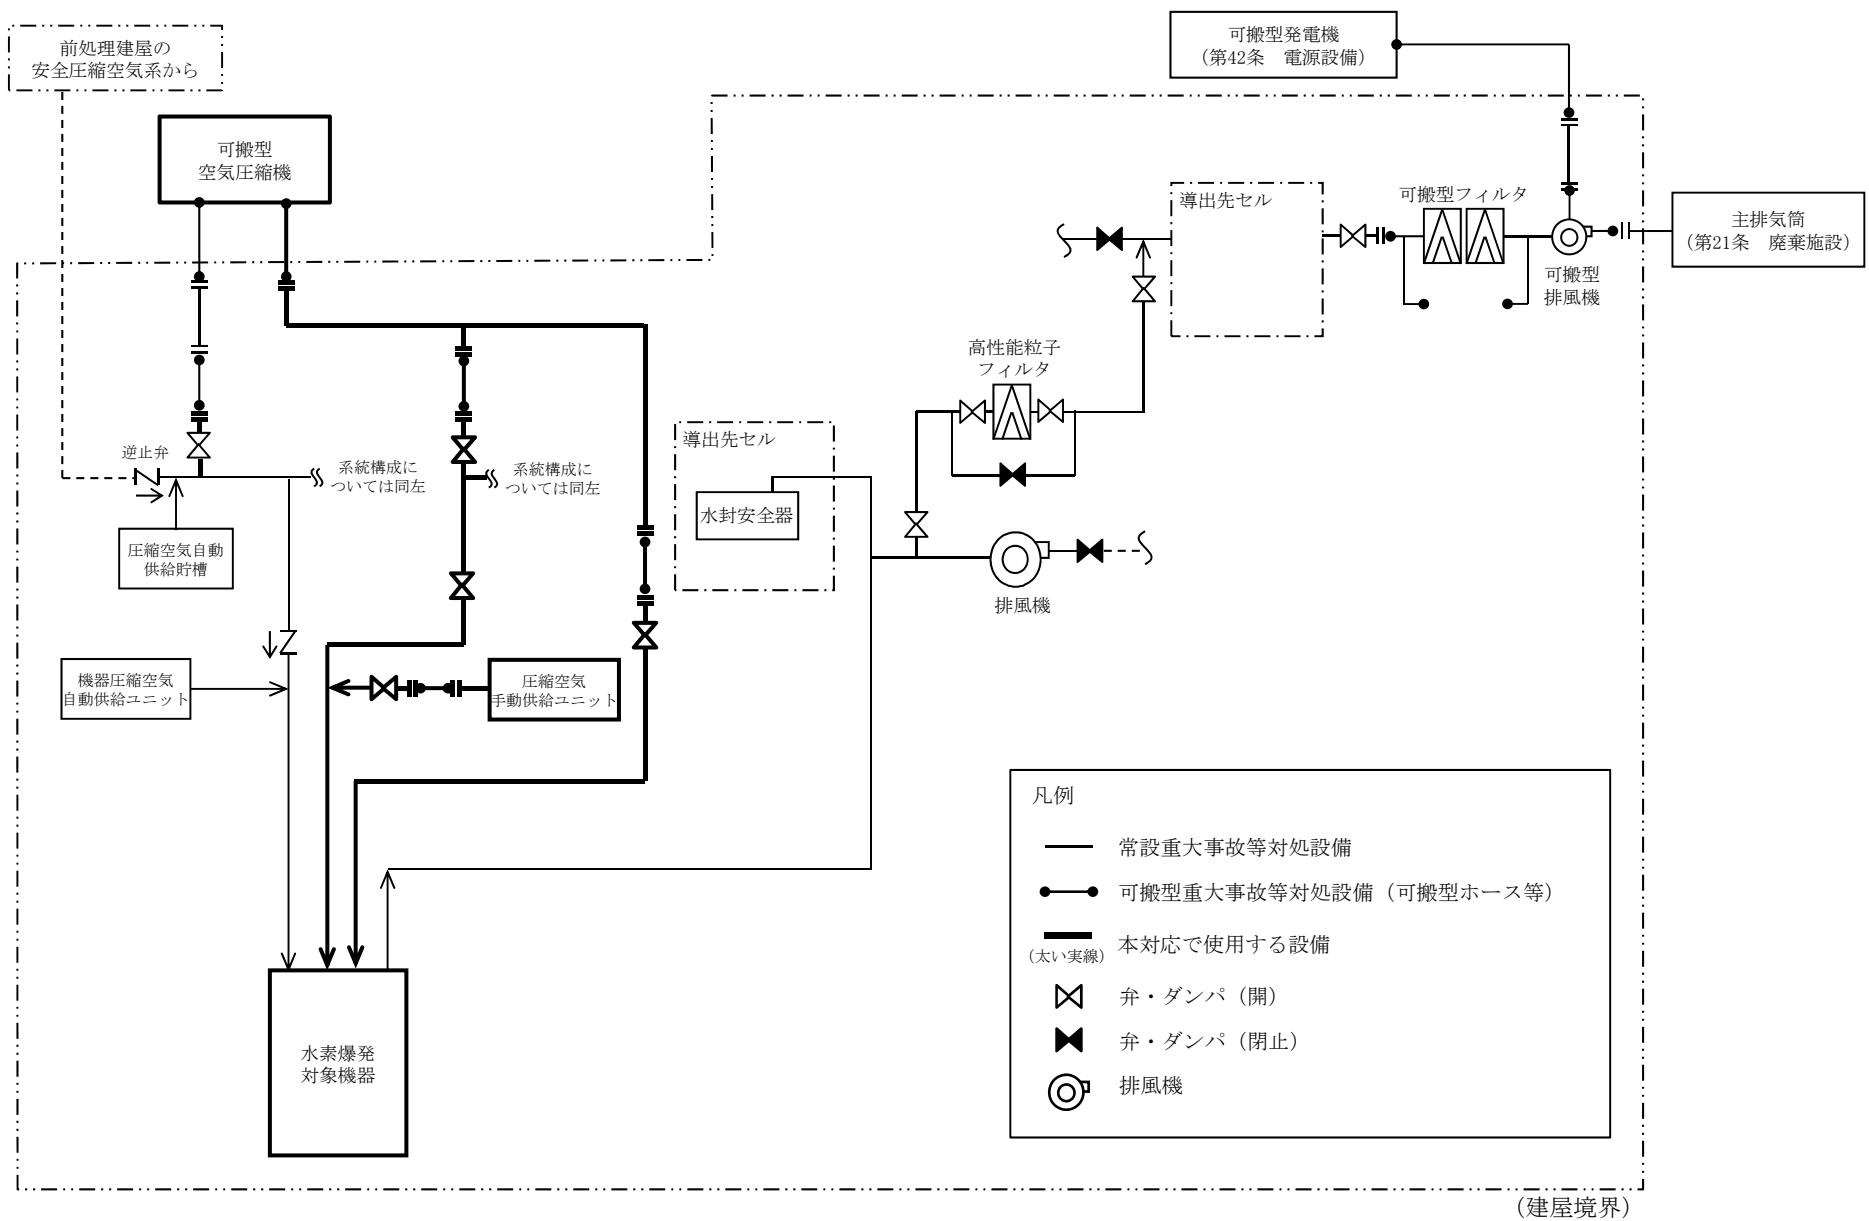 前処理建屋の
安全圧縮空気系から
可搬型
空気圧縮機
可搬型発電機
（第42条　電源設備）
導出先セル
可搬型フィルタ
主排気筒
（第21条　廃棄施設）
可搬型
排風機
高性能粒子
フィルタ
導出先セル
水封安全器
逆止弁
系統構成に
ついては同左
系統構成に
ついては同左
圧縮空気自動
供給貯槽
排風機
機器圧縮空気
自動供給ユニット
圧縮空気
手動供給ユニット
水素爆発
対象機器
凡例
常設重大事故等対処設備
可搬型重大事故等対処設備（可搬型ホース等）
本対応で使用する設備
（太い実線）
弁・ダンパ（開）
弁・ダンパ（閉止）
排風機
（建屋境界）